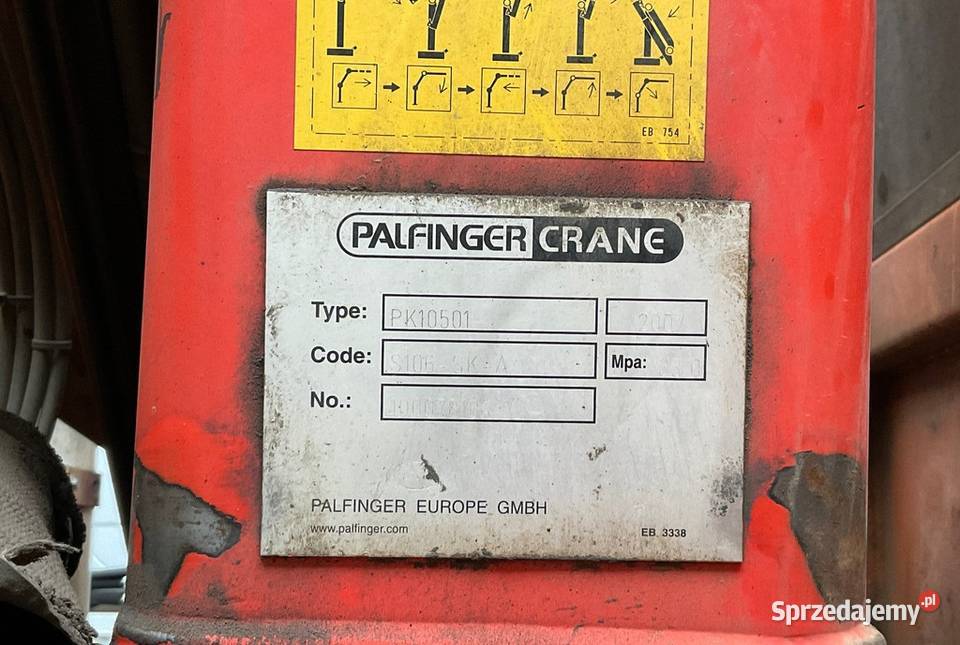 EB 754
PALFINGER CRANE
Type: PK10501
Code:
Mpa:
No.:
PALFINGER EUROPE GMBH
www.palfinger.com
EB 3338
Sprzedajemy.pl